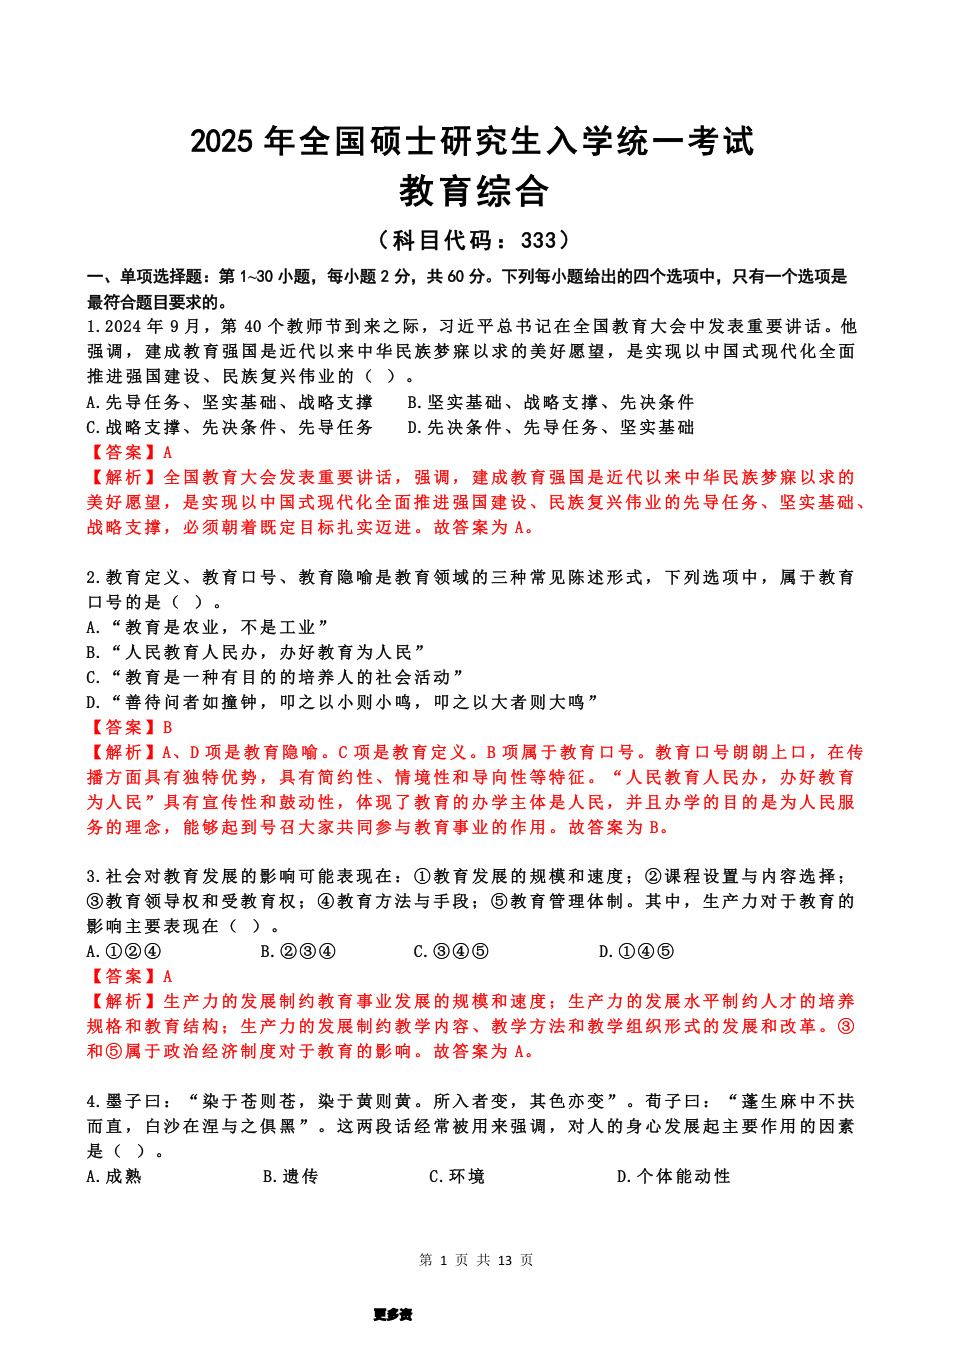 2025 年全国硕士研究生入学统一考试
教育综合
（科目代码：333）
一、单项选择题：第 1~30 小题，每小题 2 分，共 60 分。下列每小题给出的四个选项中，只有一个选项是
最符合题目要求的。
1.2024 年 9 月，第 40 个教师节到来之际，习近平总书记在全国教育大会中发表重要讲话。他
强调，建成教育强国是近代以来中华民族梦寐以求的美好愿望，是实现以中国式现代化全面
推进强国建设、民族复兴伟业的（ ）。
A.先导任务、坚实基础、战略支撑 B.坚实基础、战略支撑、先决条件
C.战略支撑、先决条件、先导任务 D.先决条件、先导任务、坚实基础
【答案】A
【解析】全国教育大会发表重要讲话，强调，建成教育强国是近代以来中华民族梦寐以求的
美好愿望，是实现以中国式现代化全面推进强国建设、民族复兴伟业的先导任务、坚实基础、
战略支撑，必须朝着既定目标扎实迈进。故答案为 A。
2.教育定义、教育口号、教育隐喻是教育领域的三种常见陈述形式，下列选项中，属于教育
口号的是（ ）。
A.“教育是农业，不是工业”
B.“人民教育人民办，办好教育为人民”
C.“教育是一种有目的的培养人的社会活动”
D.“善待问者如撞钟，叩之以小则小鸣，叩之以大者则大鸣”
【答案】B
【解析】A、D 项是教育隐喻。C 项是教育定义。B 项属于教育口号。教育口号朗朗上口，在传
播方面具有独特优势，具有简约性、情境性和导向性等特征。“人民教育人民办，办好教育
为人民”具有宣传性和鼓动性，体现了教育的办学主体是人民，并且办学的目的是为人民服
务的理念，能够起到号召大家共同参与教育事业的作用。故答案为 B。
3.社会对教育发展的影响可能表现在：①教育发展的规模和速度；②课程设置与内容选择；
③教育领导权和受教育权；④教育方法与手段；⑤教育管理体制。其中，生产力对于教育的
影响主要表现在（ ）。
A.①②④ B.②③④ C.③④⑤ D.①④⑤
【答案】A
【解析】生产力的发展制约教育事业发展的规模和速度；生产力的发展水平制约人才的培养
规格和教育结构；生产力的发展制约教学内容、教学方法和教学组织形式的发展和改革。③
和⑤属于政治经济制度对于教育的影响。故答案为 A。
4.墨子曰：“染于苍则苍，染于黄则黄。所入者变，其色亦变”。荀子曰：“蓬生麻中不扶
而直，白沙在涅与之俱黑”。这两段话经常被用来强调，对人的身心发展起主要作用的因素
是（ ）。
A.成熟 B.遗传 C.环境 D.个体能动性
第 1 页 共 13 页
更多资